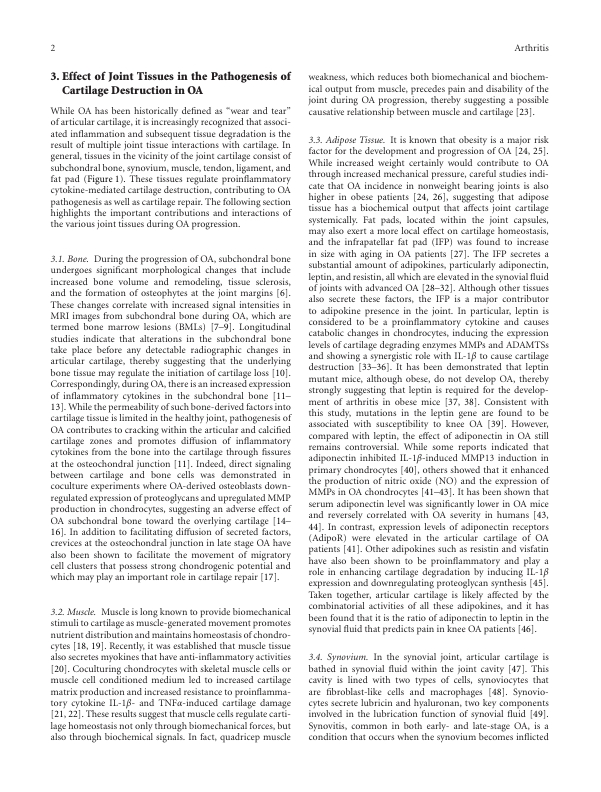 2
Arthritis
3. Effect of Joint Tissues in the Pathogenesis of
Cartilage Destruction in OA
While OA has been historically defined as “wear and tear”
of articular cartilage, it is increasingly recognized that associ-
ated inflammation and subsequent tissue degradation is the
result of multiple joint tissue interactions with cartilage. In
general, tissues in the vicinity of the joint cartilage consist of
subchondral bone, synovium, muscle, tendon, ligament, and
fat pad (Figure 1). These tissues regulate proinflammatory
cytokine-mediated cartilage destruction, contributing to OA
pathogenesis as well as cartilage repair. The following section
highlights the important contributions and interactions of
the various joint tissues during OA progression.
3.1. Bone. During the progression of OA, subchondral bone
undergoes significant morphological changes that include
increased bone volume and remodeling, tissue sclerosis,
and the formation of osteophytes at the joint margins [6].
These changes correlate with increased signal intensities in
MRI images from subchondral bone during OA, which are
termed bone marrow lesions (BMLs) [7–9]. Longitudinal
studies indicate that alterations in the subchondral bone
take place before any detectable radiographic changes in
articular cartilage, thereby suggesting that the underlying
bone tissue may regulate the initiation of cartilage loss [10].
Correspondingly, during OA, there is an increased expression
of inflammatory cytokines in the subchondral bone [11–
13]. While the permeability of such bone-derived factors into
cartilage tissue is limited in the healthy joint, pathogenesis of
OA contributes to cracking within the articular and calcified
cartilage zones and promotes diffusion of inflammatory
cytokines from the bone into the cartilage through fissures
at the osteochondral junction [11]. Indeed, direct signaling
between cartilage and bone cells was demonstrated in
coculture experiments where OA-derived osteoblasts down-
regulated expression of proteoglycans and upregulated MMP
production in chondrocytes, suggesting an adverse effect of
OA subchondral bone toward the overlying cartilage [14–
16]. In addition to facilitating diffusion of secreted factors,
crevices at the osteochondral junction in late stage OA have
also been shown to facilitate the movement of migratory
cell clusters that possess strong chondrogenic potential and
which may play an important role in cartilage repair [17].
3.2. Muscle. Muscle is long known to provide biomechanical
stimuli to cartilage as muscle-generated movement promotes
nutrient distribution and maintains homeostasis of chondro-
cytes [18, 19]. Recently, it was established that muscle tissue
also secretes myokines that have anti-inflammatory activities
[20]. Coculturing chondrocytes with skeletal muscle cells or
muscle cell conditioned medium led to increased cartilage
matrix production and increased resistance to proinflamma-
tory cytokine IL-1β- and TNFα-induced cartilage damage
[21, 22]. These results suggest that muscle cells regulate carti-
lage homeostasis not only through biomechanical forces, but
also through biochemical signals. In fact, quadricep muscle
weakness, which reduces both biomechanical and biochem-
ical output from muscle, precedes pain and disability of the
joint during OA progression, thereby suggesting a possible
causative relationship between muscle and cartilage [23].
3.3. Adipose Tissue. It is known that obesity is a major risk
factor for the development and progression of OA [24, 25].
While increased weight certainly would contribute to OA
through increased mechanical pressure, careful studies indi-
cate that OA incidence in nonweight bearing joints is also
higher in obese patients [24, 26], suggesting that adipose
tissue has a biochemical output that affects joint cartilage
systemically. Fat pads, located within the joint capsules,
may also exert a more local effect on cartilage homeostasis,
and the infrapatellar fat pad (IFP) was found to increase
in size with aging in OA patients [27]. The IFP secretes a
substantial amount of adipokines, particularly adiponectin,
leptin, and resistin, all which are elevated in the synovial fluid
of joints with advanced OA [28–32]. Although other tissues
also secrete these factors, the IFP is a major contributor
to adipokine presence in the joint. In particular, leptin is
considered to be a proinflammatory cytokine and causes
catabolic changes in chondrocytes, inducing the expression
levels of cartilage degrading enzymes MMPs and ADAMTSs
and showing a synergistic role with IL-1β to cause cartilage
destruction [33–36]. It has been demonstrated that leptin
mutant mice, although obese, do not develop OA, thereby
strongly suggesting that leptin is required for the develop-
ment of arthritis in obese mice [37, 38]. Consistent with
this study, mutations in the leptin gene are found to be
associated with susceptibility to knee OA [39]. However,
compared with leptin, the effect of adiponectin in OA still
remains controversial. While some reports indicated that
adiponectin inhibited IL-1β-induced MMP13 induction in
primary chondrocytes [40], others showed that it enhanced
the production of nitric oxide (NO) and the expression of
MMPs in OA chondrocytes [41–43]. It has been shown that
serum adiponectin level was significantly lower in OA mice
and reversely correlated with OA severity in humans [43,
44]. In contrast, expression levels of adiponectin receptors
(AdipoR) were elevated in the articular cartilage of OA
patients [41]. Other adipokines such as resistin and visfatin
have also been shown to be proinflammatory and play a
role in enhancing cartilage degradation by inducing IL-1β
expression and downregulating proteoglycan synthesis [45].
Taken together, articular cartilage is likely affected by the
combinatorial activities of all these adipokines, and it has
been found that it is the ratio of adiponectin to leptin in the
synovial fluid that predicts pain in knee OA patients [46].
3.4. Synovium. In the synovial joint, articular cartilage is
bathed in synovial fluid within the joint cavity [47]. This
cavity is lined with two types of cells, synoviocytes that
are fibroblast-like cells and macrophages [48]. Synovio-
cytes secrete lubricin and hyaluronan, two key components
involved in the lubrication function of synovial fluid [49].
Synovitis, common in both early- and late-stage OA, is a
condition that occurs when the synovium becomes inflicted